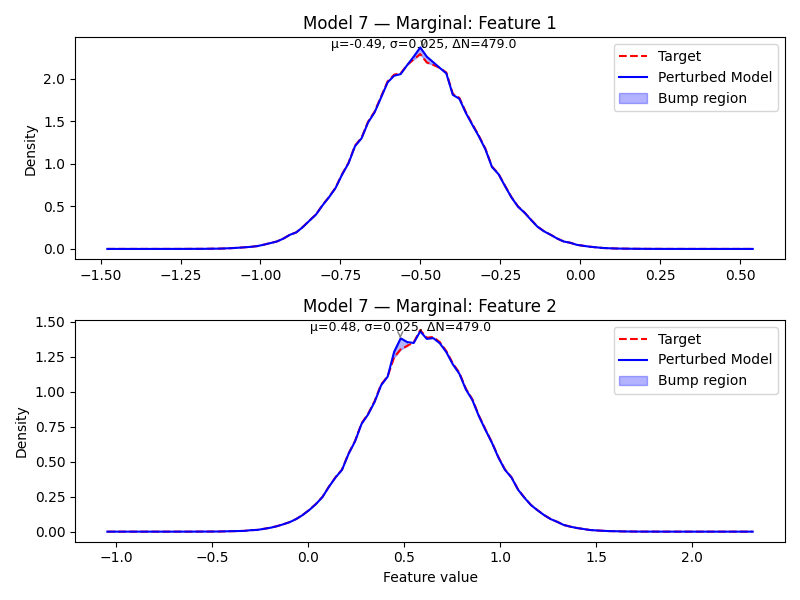 Model 7 — Marginal: Feature 1
μ=-0.49, σ=0.025, ΔN=479.0
Target
Perturbed Model
Bump region
Density
2.0
1.5
1.0
0.5
0.0
−1.50 −1.25 −1.00 −0.75 −0.50 −0.25 0.00 0.25 0.50
Model 7 — Marginal: Feature 2
μ=0.48, σ=0.025, ΔN=479.0
Target
Perturbed Model
Bump region
Density
1.50
1.25
1.00
0.75
0.50
0.25
0.00
−1.0 −0.5 0.0 0.5 1.0 1.5 2.0
Feature value